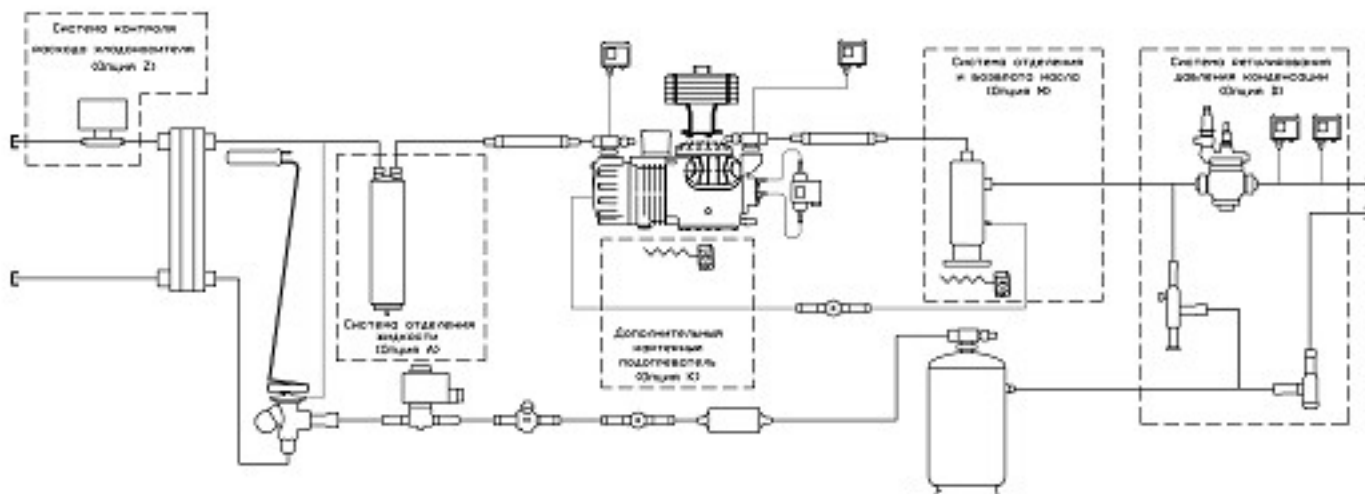 Система контроля
расхода хладоносителя
(Опция Z)
Система отделения
жидкости
(Опция A)
Дополнительный
картерный
подогреватель
(Опция K)
Система отделения
и возврата масла
(Опция M)
Система регулирования
давления конденсации
(Опция D)